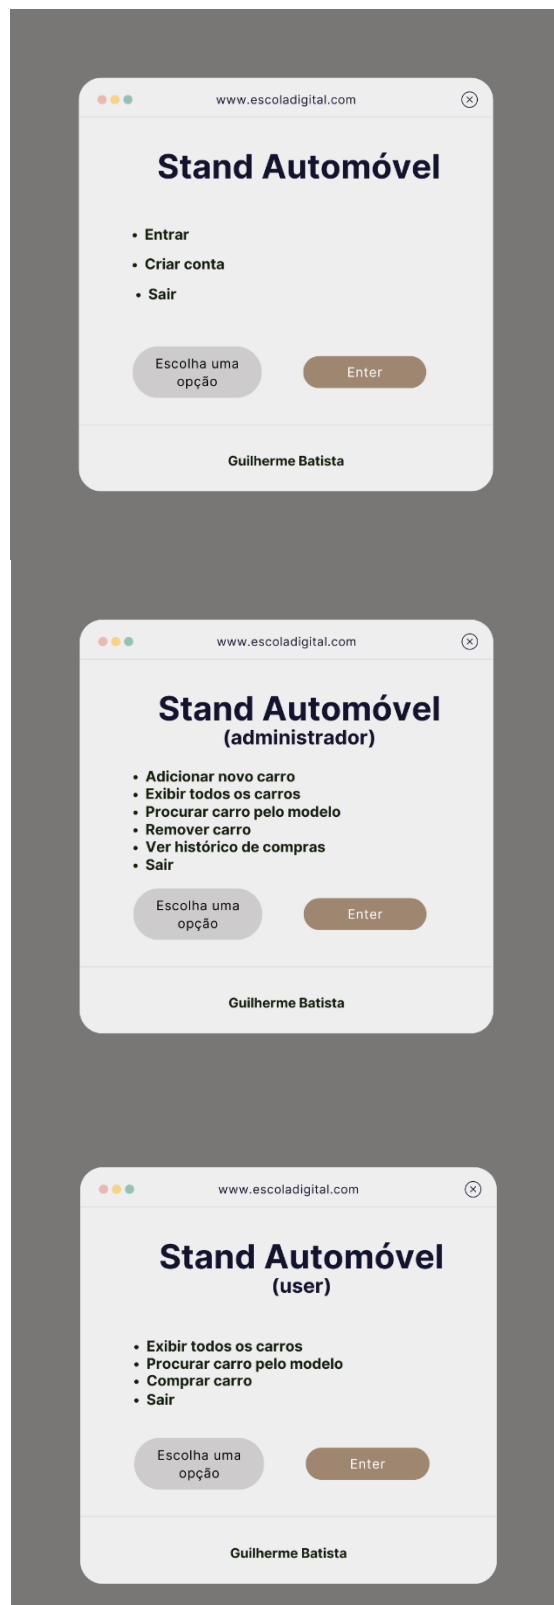 www.escoladigital.com
Stand Automóvel
• Entrar
• Criar conta
• Sair
Escolha uma
opção
Enter
Guilherme Batista
www.escoladigital.com
Stand Automóvel
(administrador)
• Adicionar novo carro
• Exibir todos os carros
• Procurar carro pelo modelo
• Remover carro
• Ver histórico de compras
• Sair
Escolha uma
opção
Enter
Guilherme Batista
www.escoladigital.com
Stand Automóvel
(user)
• Exibir todos os carros
• Procurar carro pelo modelo
• Comprar carro
• Sair
Escolha uma
opção
Enter
Guilherme Batista